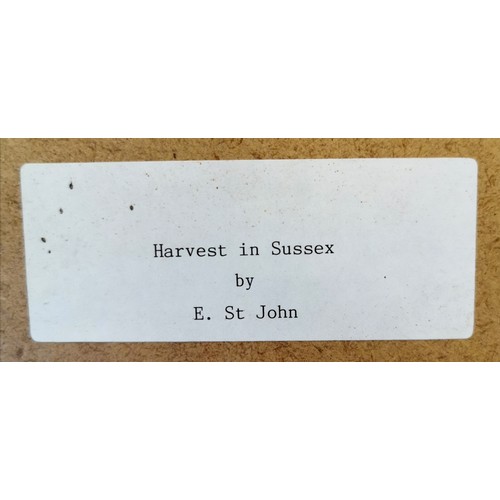 Harvest in Sussex
by
E. St John